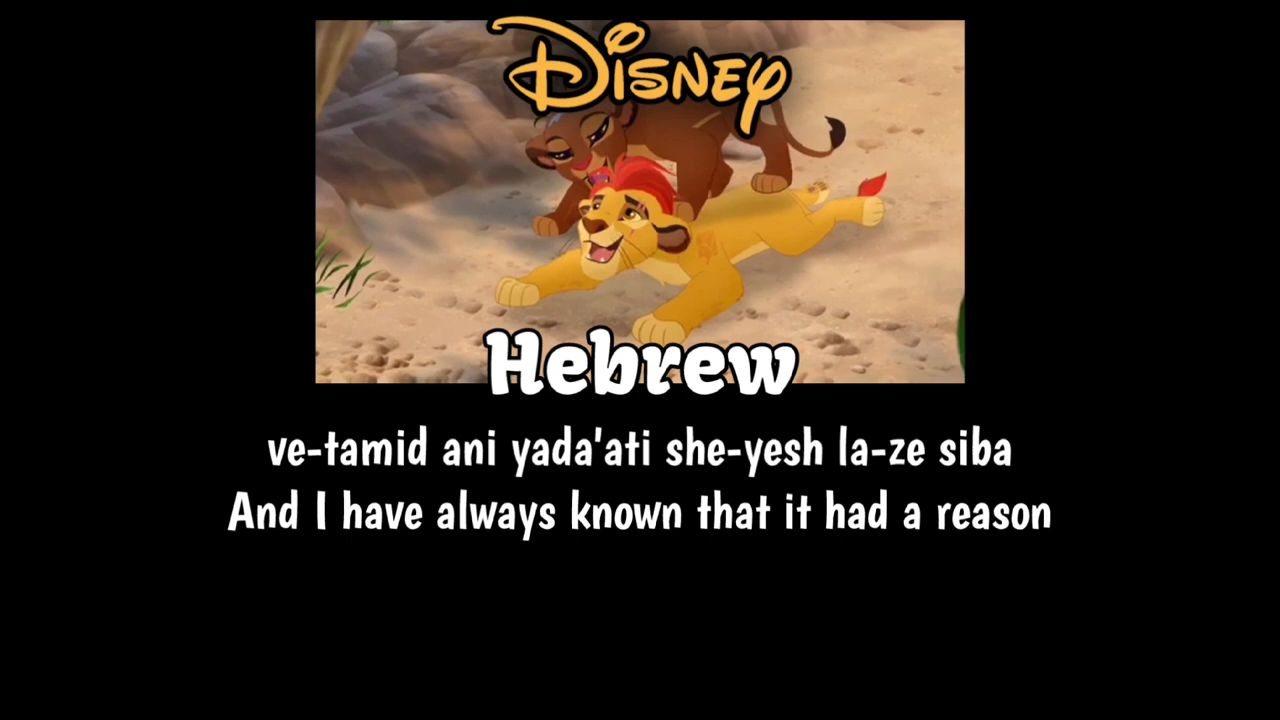 Disney
Hebrew
ve-tamid ani yada'ati she-yesh la-ze siba
And I have always known that it had a reason